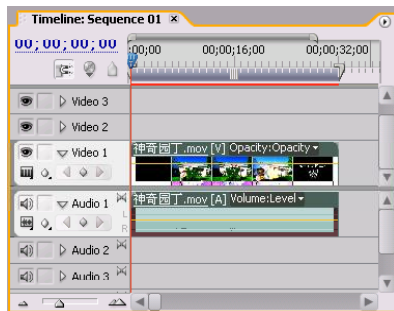 Timeline: Sequence 01
00;00;00;00
;00;00 00;00;16;00 00;00;32;00
Video 3
Video 2
Video 1
神奇园丁.mov [V] Opacity:Opacity
Audio 1
L
R
神奇园丁.mov [A] Volume:Level
Audio 2
Audio 3